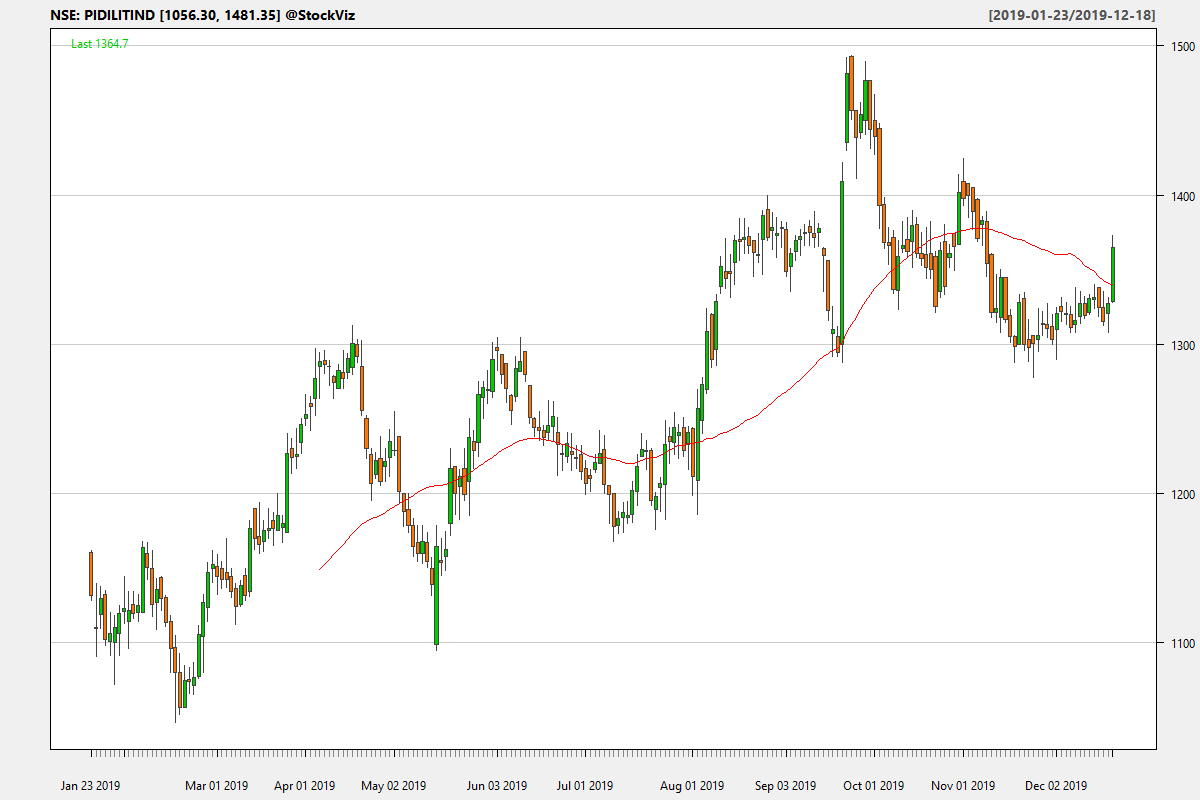 NSE: PIDILITIND [1056.30, 1481.35] @StockViz
[2019-01-23/2019-12-18]
Last 1364.7
1500
1400
1300
1200
1100
Jan 23 2019 Mar 01 2019 Apr 01 2019 May 02 2019 Jun 03 2019 Jul 01 2019 Aug 01 2019 Sep 03 2019 Oct 01 2019 Nov 01 2019 Dec 02 2019